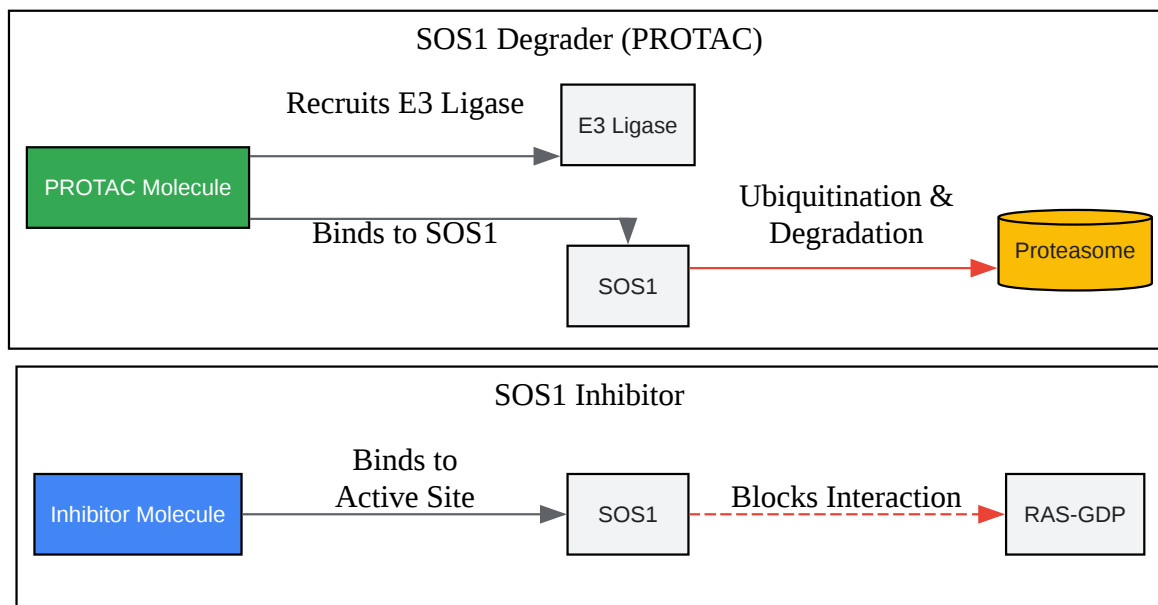 SOS1 Degrader (PROTAC)
Recruits E3 Ligase
E3 Ligase
PROTAC Molecule
Binds to SOS1
SOS1
Ubiquitination &
Degradation
Proteasome
SOS1 Inhibitor
Inhibitor Molecule
Binds to
Active Site
SOS1
Blocks Interaction
RAS-GDP